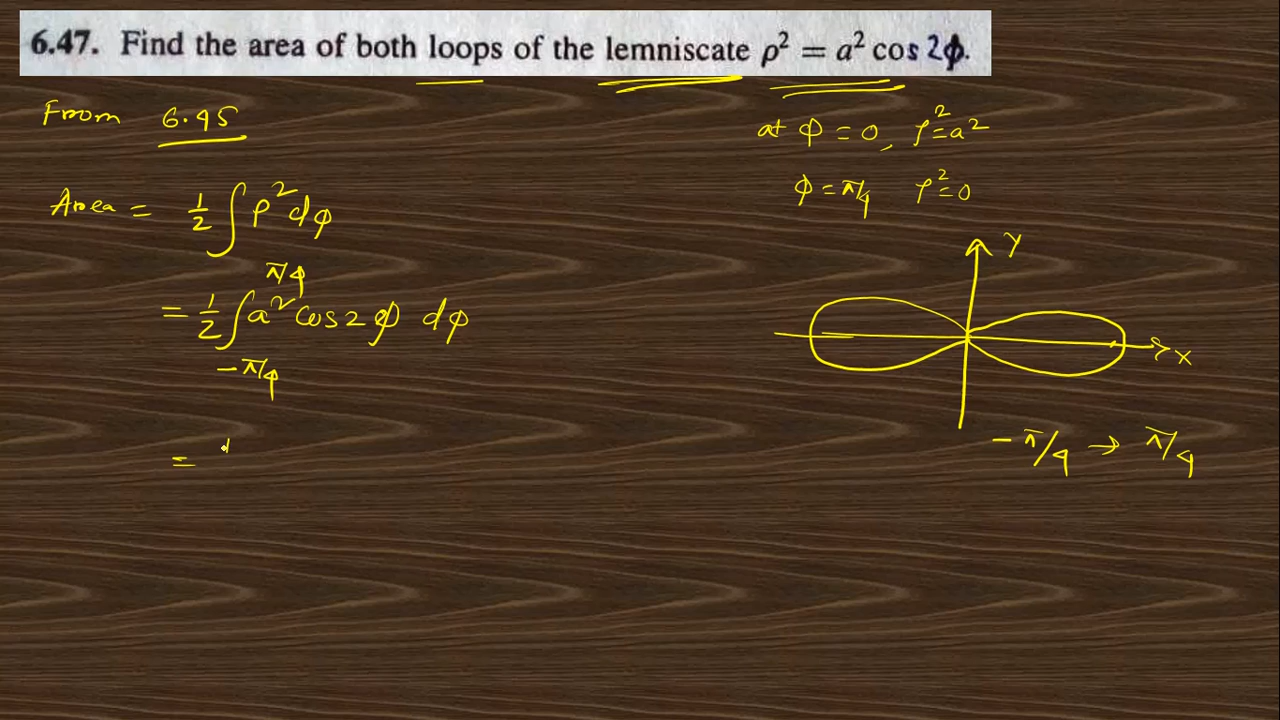 6.47. Find the area of both loops of the lemniscate ρ² = a² cos 2ϕ.
From 6.45
at ϕ = 0, ρ² = a²
ϕ = π/4 ρ² = 0
Area = 1/2 ∫ ρ² dϕ
= 1/2 ∫_{-π/4}^{π/4} a² cos 2ϕ dϕ
=
Y
X
-π/4 → π/4